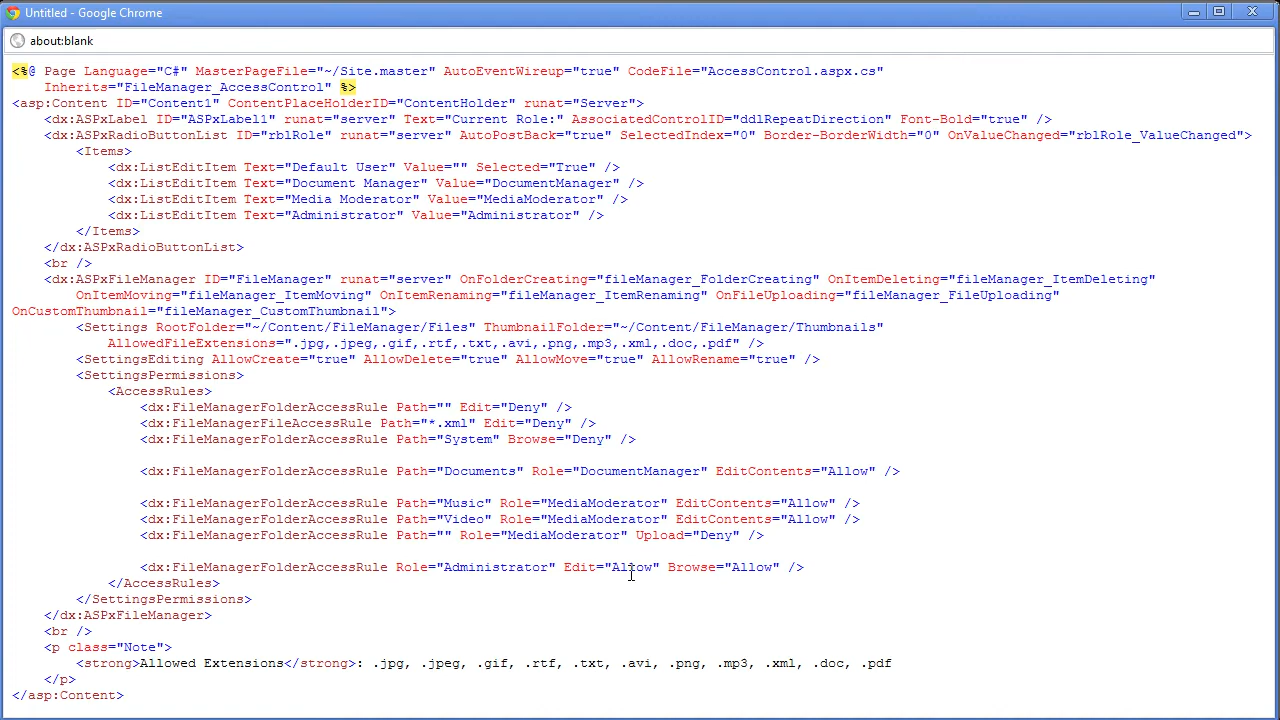 Untitled - Google Chrome
about:blank
<%@ Page Language="C#" MasterPageFile="~/Site.master" AutoEventWireup="true" CodeFile="AccessControl.aspx.cs"
Inherits="FileManager_AccessControl" %>
<asp:Content ID="Content1" ContentPlaceHolderID="ContentHolder" runat="Server">
<dx:ASPxLabel ID="ASPxLabel1" runat="server" Text="Current Role:" AssociatedControlID="ddlRepeatDirection" Font-Bold="true" />
<dx:ASPxRadioButtonList ID="rblRole" runat="server" AutoPostBack="true" SelectedIndex="0" Border-BorderWidth="0" OnValueChanged="rblRole_ValueChanged">
<Items>
<dx:ListEditItem Text="Default User" Value="" Selected="True" />
<dx:ListEditItem Text="Document Manager" Value="DocumentManager" />
<dx:ListEditItem Text="Media Moderator" Value="MediaModerator" />
<dx:ListEditItem Text="Administrator" Value="Administrator" />
</Items>
</dx:ASPxRadioButtonList>
<br />
<dx:ASPxFileManager ID="FileManager" runat="server" OnFolderCreating="fileManager_FolderCreating" OnItemDeleting="fileManager_ItemDeleting"
OnItemMoving="fileManager_ItemMoving" OnItemRenaming="fileManager_ItemRenaming" OnFileUploading="fileManager_FileUploading"
OnCustomThumbnail="fileManager_CustomThumbnail">
<Settings RootFolder="~/Content/FileManager/Files" ThumbnailFolder="~/Content/FileManager/Thumbnails"
AllowedFileExtensions=".jpg,.jpeg,.gif,.rtf,.txt,.avi,.png,.mp3,.xml,.doc,.pdf" />
<SettingsEditing AllowCreate="true" AllowDelete="true" AllowMove="true" AllowRename="true" />
<SettingsPermissions>
<AccessRules>
<dx:FileManagerFolderAccessRule Path="" Edit="Deny" />
<dx:FileManagerFileAccessRule Path="*.xml" Edit="Deny" />
<dx:FileManagerFolderAccessRule Path="System" Browse="Deny" />
<dx:FileManagerFolderAccessRule Path="Documents" Role="DocumentManager" EditContents="Allow" />
<dx:FileManagerFolderAccessRule Path="Music" Role="MediaModerator" EditContents="Allow" />
<dx:FileManagerFolderAccessRule Path="Video" Role="MediaModerator" EditContents="Allow" />
<dx:FileManagerFolderAccessRule Path="" Role="MediaModerator" Upload="Deny" />
<dx:FileManagerFolderAccessRule Role="Administrator" Edit="Allow" Browse="Allow" />
</AccessRules>
</SettingsPermissions>
</dx:ASPxFileManager>
<br />
<p class="Note">
<strong>Allowed Extensions</strong>: .jpg, .jpeg, .gif, .rtf, .txt, .avi, .png, .mp3, .xml, .doc, .pdf
</p>
</asp:Content>